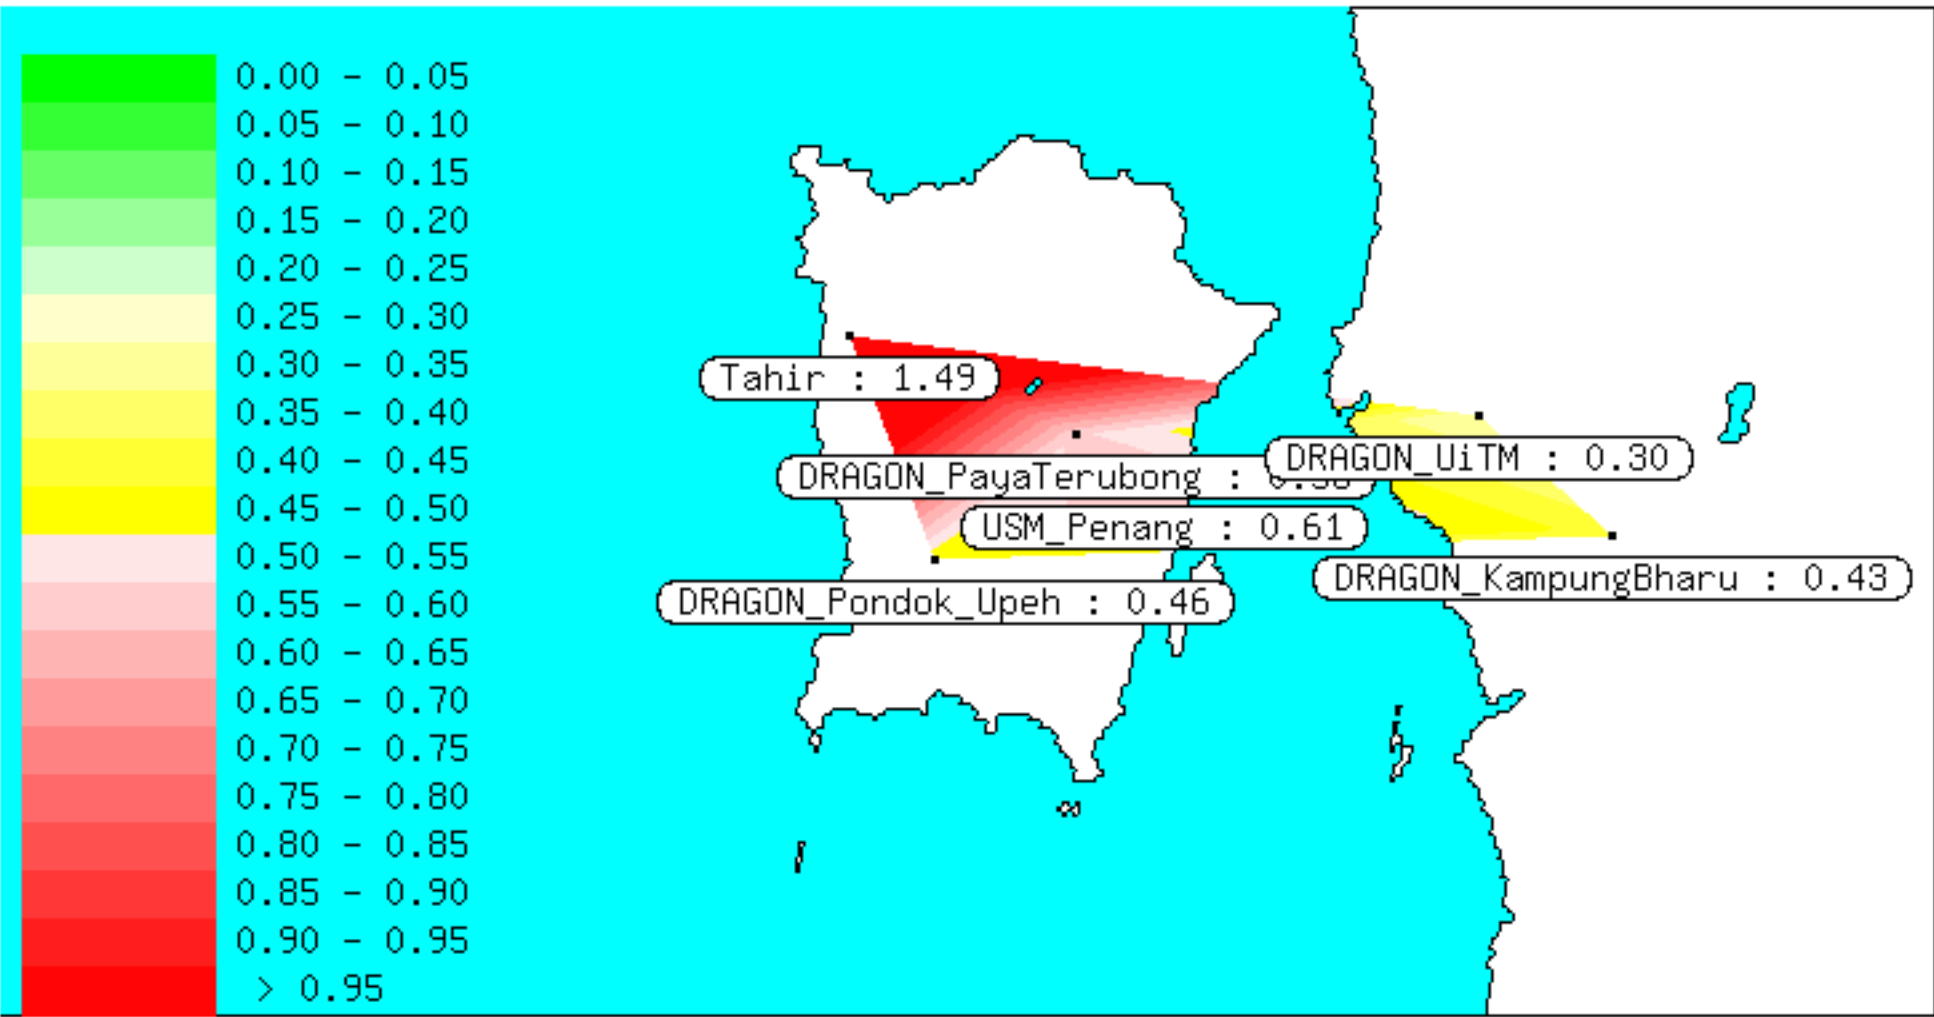 0.00 - 0.05
0.05 - 0.10
0.10 - 0.15
0.15 - 0.20
0.20 - 0.25
0.25 - 0.30
0.30 - 0.35
0.35 - 0.40
0.40 - 0.45
0.45 - 0.50
0.50 - 0.55
0.55 - 0.60
0.60 - 0.65
0.65 - 0.70
0.70 - 0.75
0.75 - 0.80
0.80 - 0.85
0.85 - 0.90
0.90 - 0.95
> 0.95
Tahir : 1.49
DRAGON_UiTM : 0.30
DRAGON_PayaTerubong :
USM_Penang : 0.61
DRAGON_KampungBharu : 0.43
DRAGON_Pondok_Upeh : 0.46